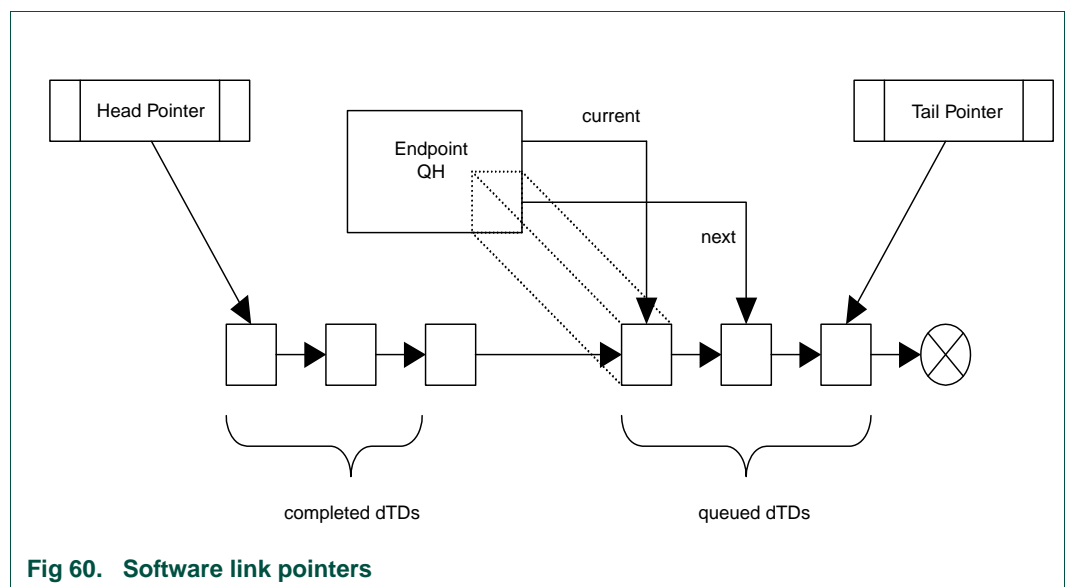 Head Pointer
Endpoint
QH
current
Tail Pointer
next
completed dTDs
queued dTDs
Fig 60. Software link pointers